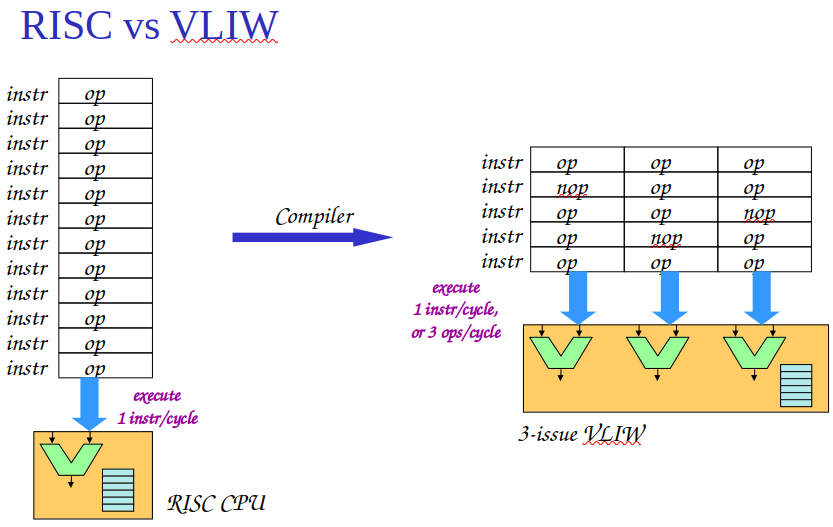 RISC vs VLIW
instr op
instr op
instr op
instr op
instr op
instr op
instr op
instr op
instr op
instr op
instr op
instr op
execute
1 instr/cycle
RISC CPU
Compiler
instr op op op
instr nop op op
instr op op nop
instr op nop op
instr op op op
execute
1 instr/cycle,
or 3 ops/cycle
3-issue VLIW